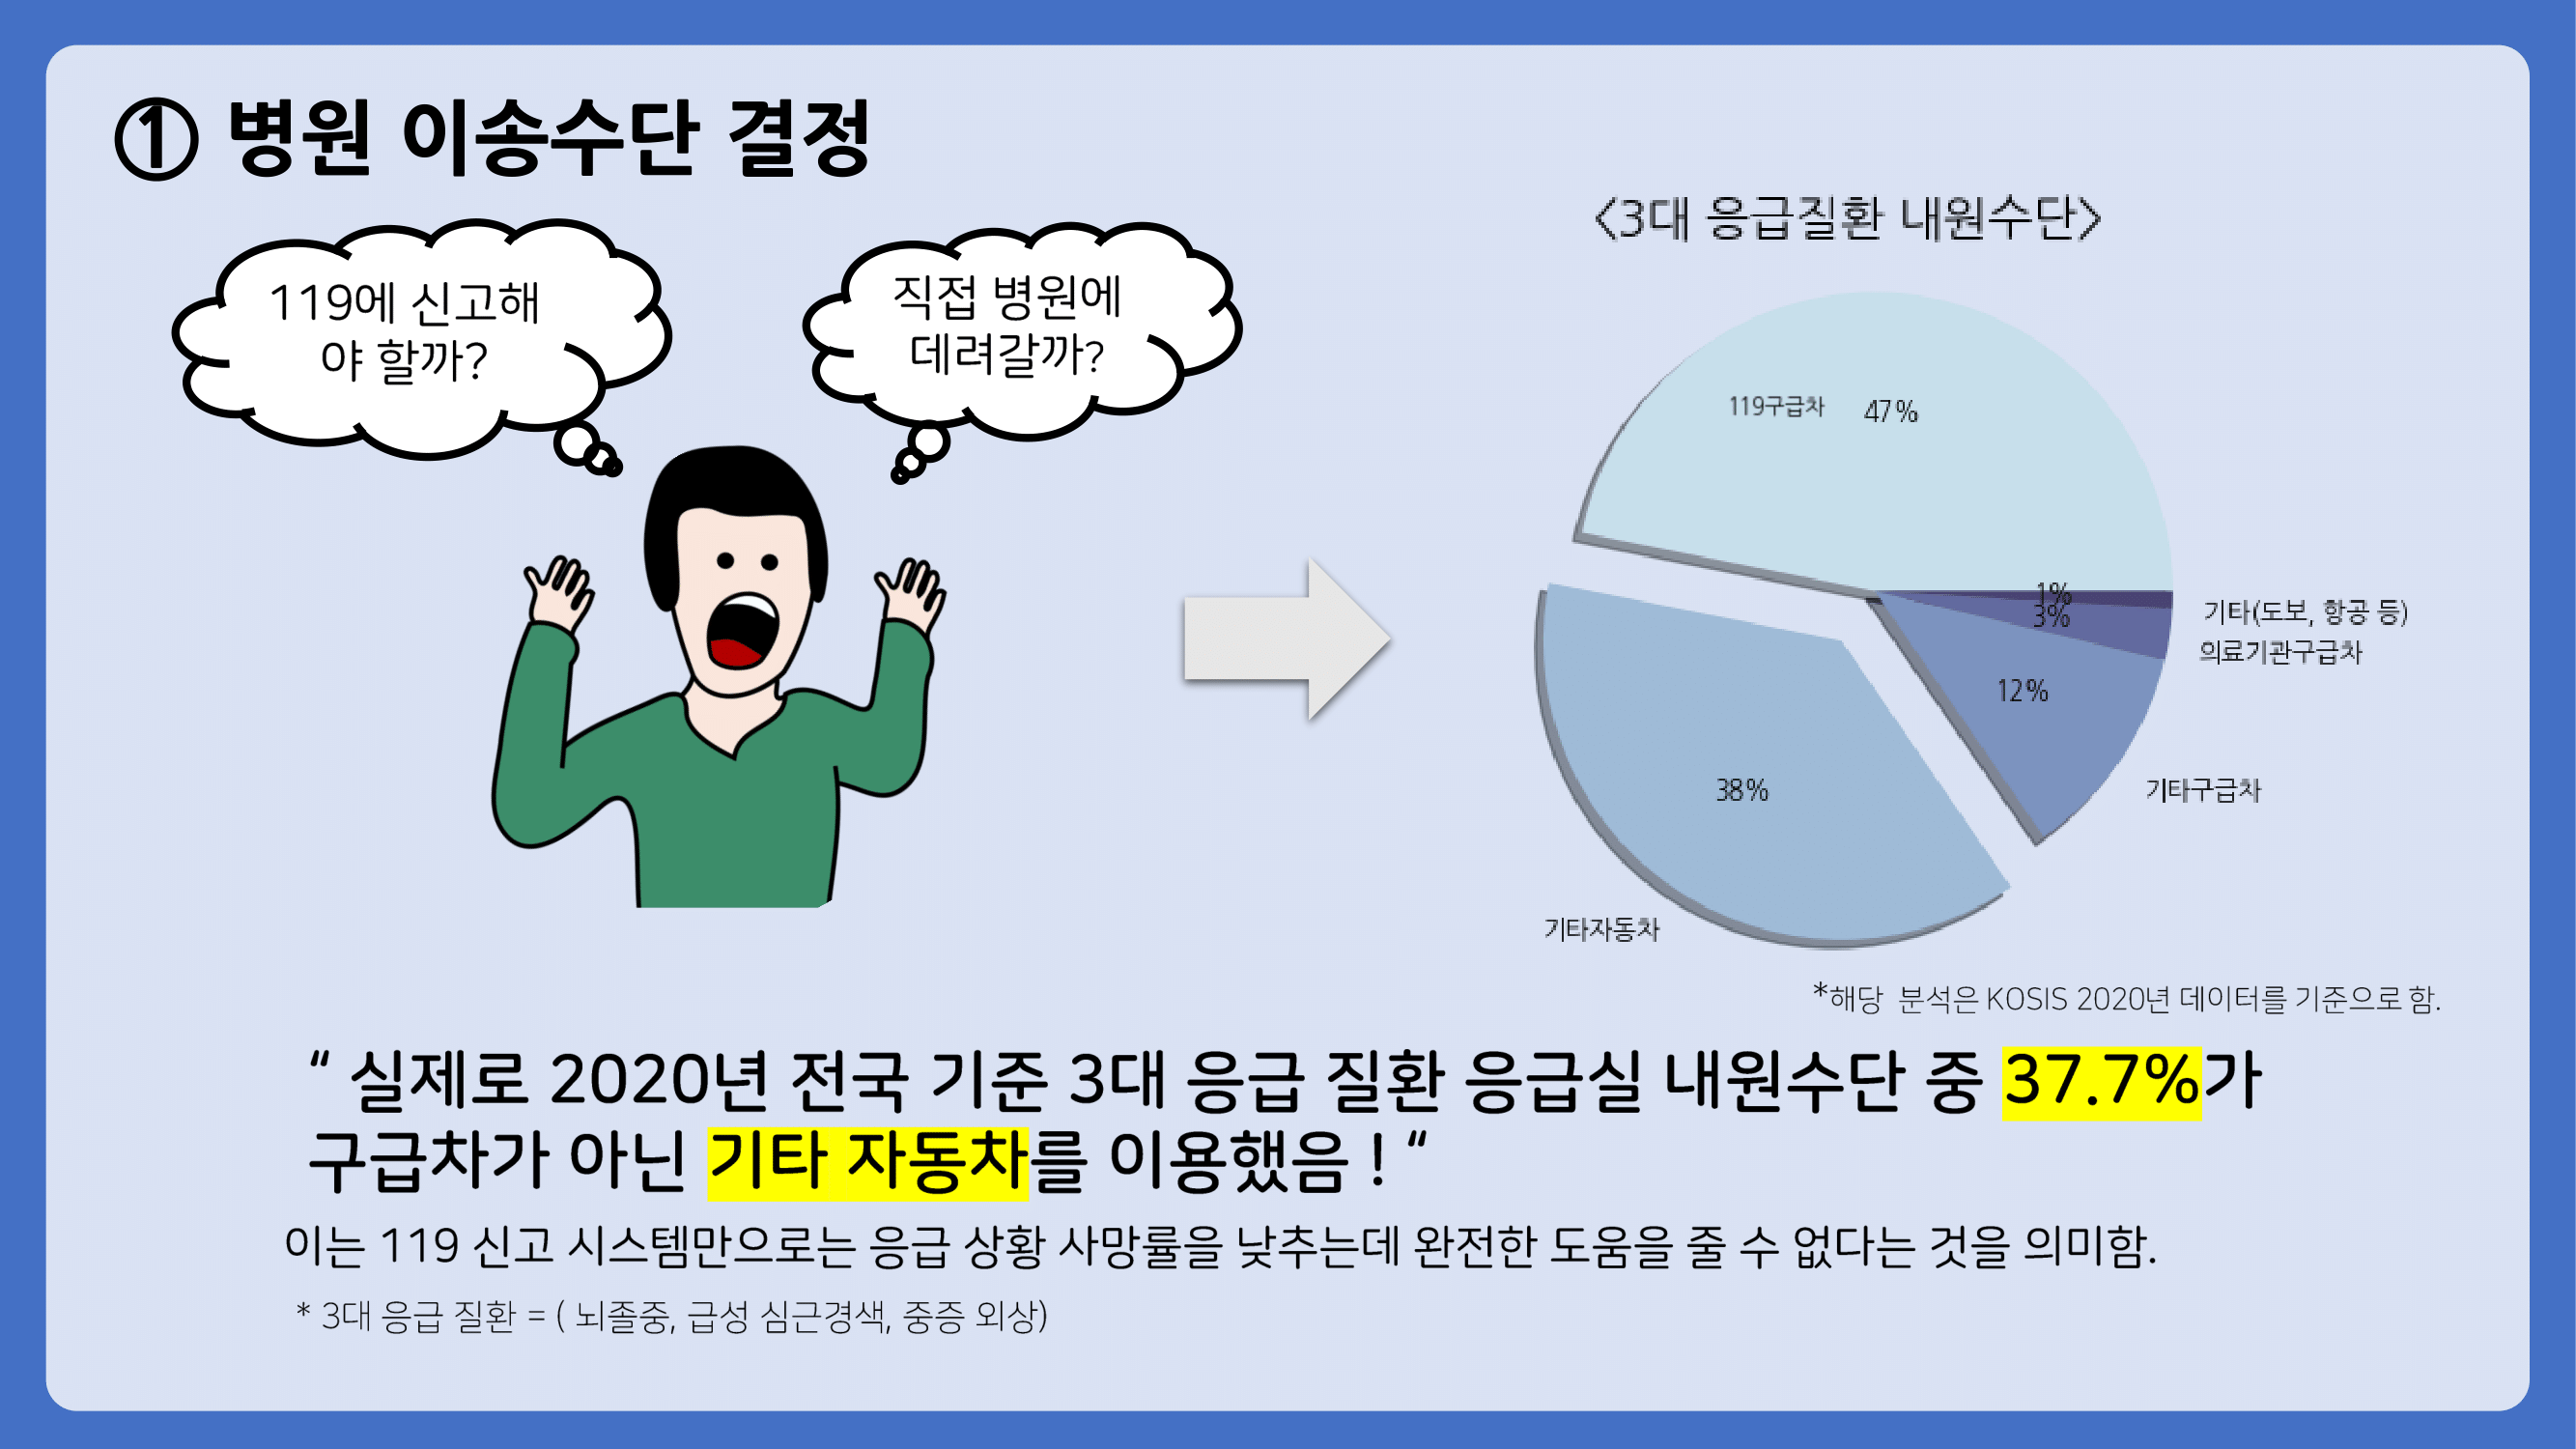 ① 병원 이송수단 결정
119에 신고해
야 할까?
직접 병원에
데려갈까?
<3대 응급질환 내원수단>
119구급차 47%
1%
3%
기타(도보, 항공 등)
의료기관구급차
12%
기타구급차
38%
기타자동차
*해당 분석은 KOSIS 2020년 데이터를 기준으로 함.
“ 실제로 2020년 전국 기준 3대 응급 질환 응급실 내원수단 중 37.7%가
구급차가 아닌 기타 자동차를 이용했음 ! “
이는 119 신고 시스템만으로는 응급 상황 사망률을 낮추는데 완전한 도움을 줄 수 없다는 것을 의미함.
* 3대 응급 질환 = ( 뇌졸중, 급성 심근경색, 중증 외상)